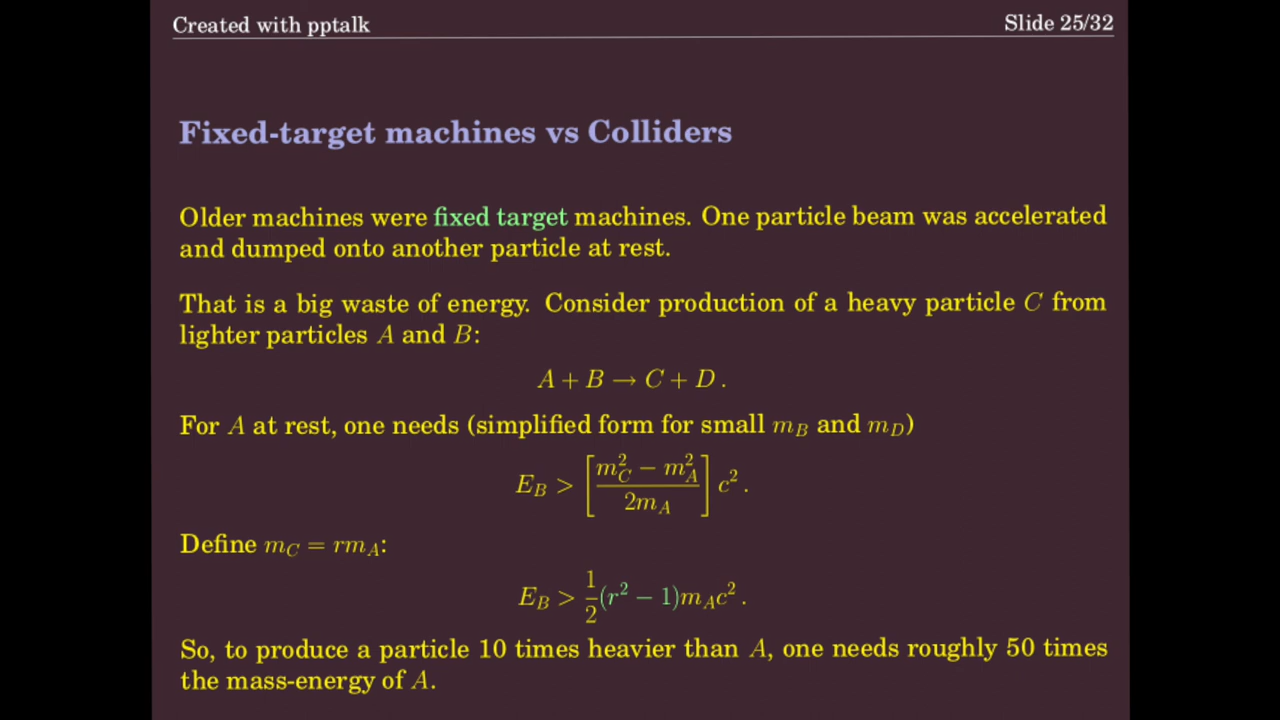 Created with pptalk
Slide 25/32
Fixed-target machines vs Colliders
Older machines were fixed target machines. One particle beam was accelerated
and dumped onto another particle at rest.
That is a big waste of energy. Consider production of a heavy particle C from
lighter particles A and B:
A + B → C + D .
For A at rest, one needs (simplified form for small m_B and m_D)
E_B > [(m_C^2 − m_A^2) / (2m_A)] c^2 .
Define m_C = rm_A:
E_B > 1/2 (r^2 − 1)m_A c^2 .
So, to produce a particle 10 times heavier than A, one needs roughly 50 times
the mass-energy of A.